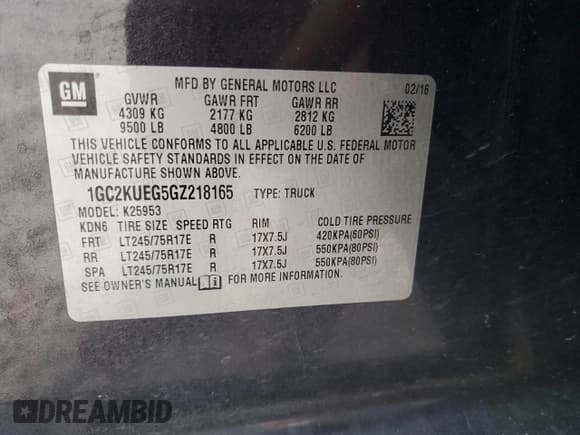 GM
MFD BY GENERAL MOTORS LLC 02/16
GVWR GAWR FRT GAWR RR
4309 KG 2177 KG 2812 KG
9500 LB 4800 LB 6200 LB
THIS VEHICLE CONFORMS TO ALL APPLICABLE U.S. FEDERAL MOTOR
VEHICLE SAFETY STANDARDS IN EFFECT ON THE DATE OF
MANUFACTURE SHOWN ABOVE.
1GC2KUEG5GZ218165 TYPE: TRUCK
MODEL: K25953
KDN6 TIRE SIZE SPEED RTG RIM COLD TIRE PRESSURE
FRT LT245/75R17E R 17X7.5J 420KPA(60PSI)
RR LT245/75R17E R 17X7.5J 550KPA(80PSI)
SPA LT245/75R17E R 17X7.5J 550KPA(80PSI)
SEE OWNER'S MANUAL FOR MORE INFORMATION.
DREAMBID